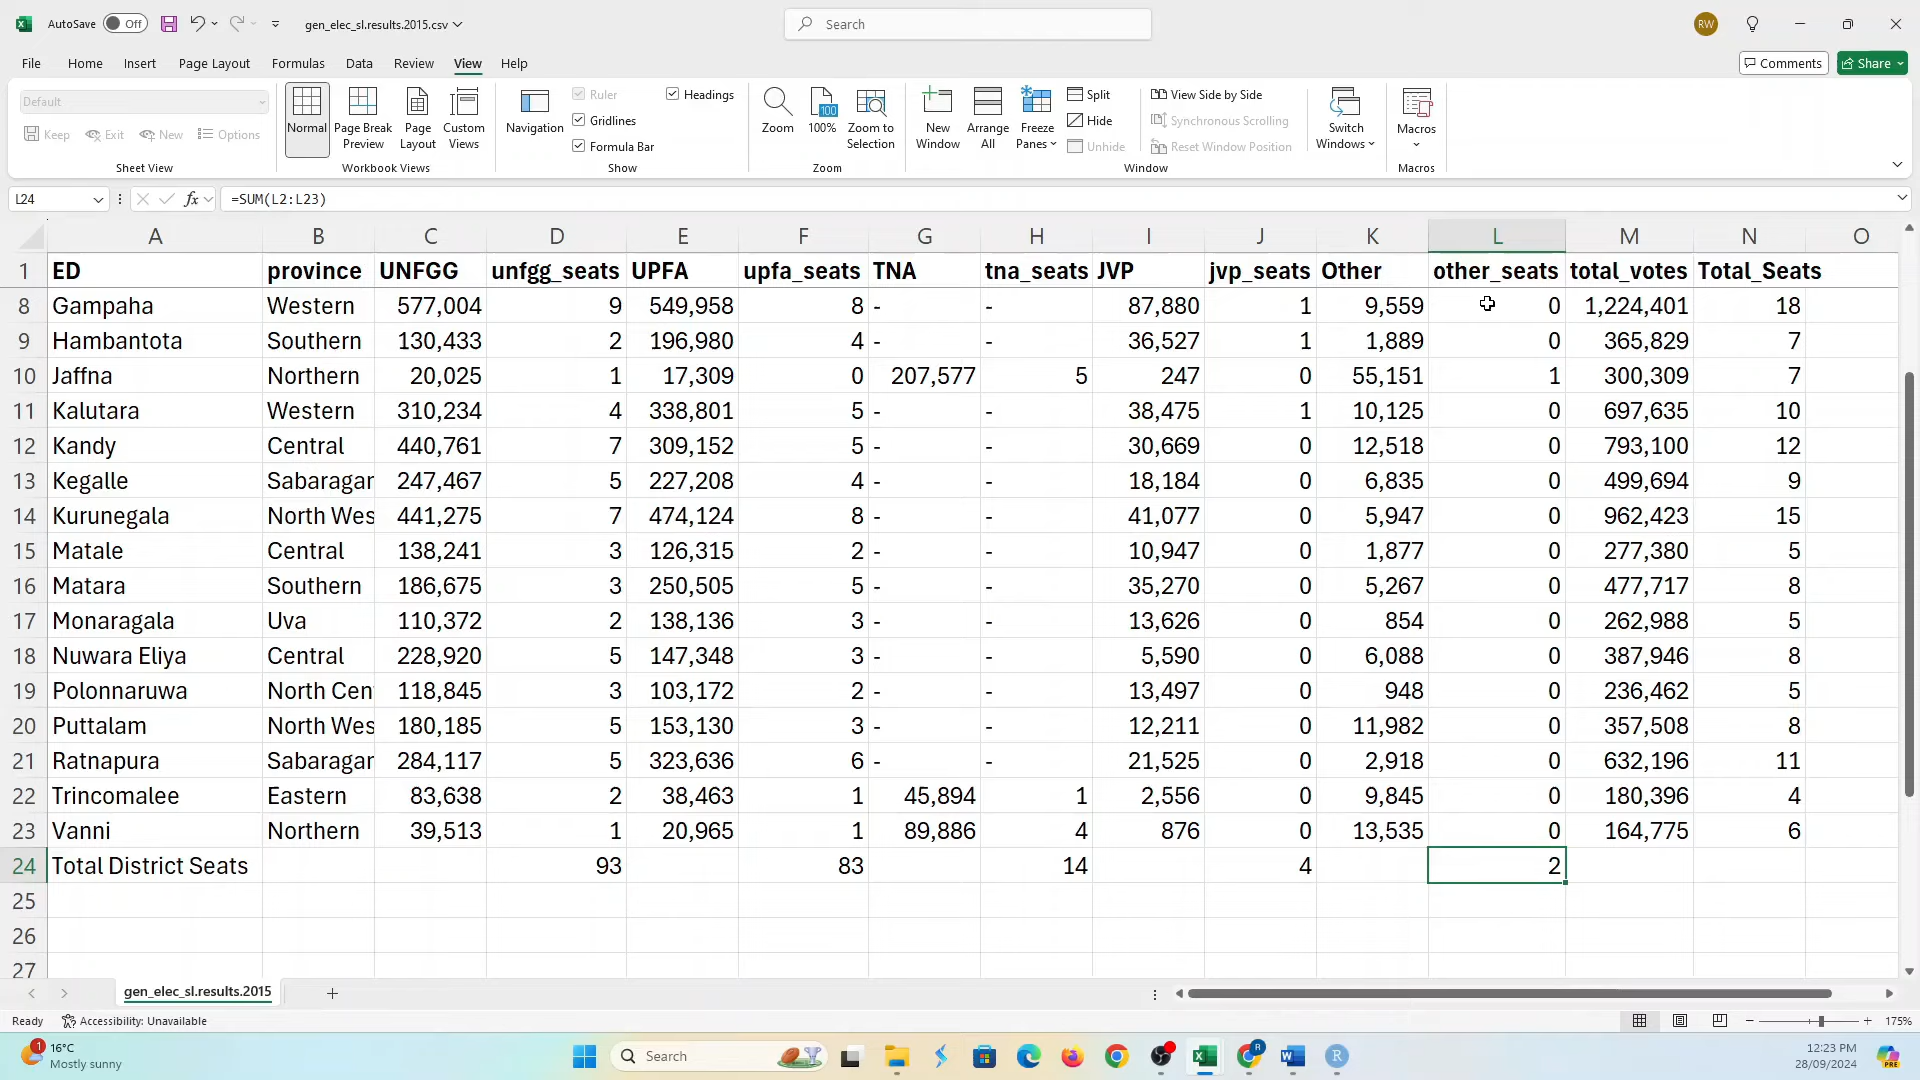 AutoSave Off gen_elec_sl.results.2015.csv Search RW
File Home Insert Page Layout Formulas Data Review View Help Comments Share
Default
Keep Exit New Options
Sheet View
Normal Page Break Preview Page Layout Custom Views
Workbook Views
Navigation Ruler Headings
Gridlines
Formula Bar
Show
Zoom 100% Zoom to Selection
Zoom
New Window Arrange All Freeze Panes Split
Hide
Unhide
View Side by Side
Synchronous Scrolling
Reset Window Position
Switch Windows
Window
Macros
Macros
L24 fx =SUM(L2:L23)
A B C D E F G H I J K L M N O
1 ED province UNFGG unfgg_seats UPFA upfa_seats TNA tna_seats JVP jvp_seats Other other_seats total_votes Total_Seats
8 Gampaha Western 577,004 9 549,958 8 - - 87,880 1 9,559 0 1,224,401 18
9 Hambantota Southern 130,433 2 196,980 4 - - 36,527 1 1,889 0 365,829 7
10 Jaffna Northern 20,025 1 17,309 0 207,577 5 247 0 55,151 1 300,309 7
11 Kalutara Western 310,234 4 338,801 5 - - 38,475 1 10,125 0 697,635 10
12 Kandy Central 440,761 7 309,152 5 - - 30,669 0 12,518 0 793,100 12
13 Kegalle Sabaragar 247,467 5 227,208 4 - - 18,184 0 6,835 0 499,694 9
14 Kurunegala North Wes 441,275 7 474,124 8 - - 41,077 0 5,947 0 962,423 15
15 Matale Central 138,241 3 126,315 2 - - 10,947 0 1,877 0 277,380 5
16 Matara Southern 186,675 3 250,505 5 - - 35,270 0 5,267 0 477,717 8
17 Monaragala Uva 110,372 2 138,136 3 - - 13,626 0 854 0 262,988 5
18 Nuwara Eliya Central 228,920 5 147,348 3 - - 5,590 0 6,088 0 387,946 8
19 Polonnaruwa North Cen 118,845 3 103,172 2 - - 13,497 0 948 0 236,462 5
20 Puttalam North Wes 180,185 5 153,130 3 - - 12,211 0 11,982 0 357,508 8
21 Ratnapura Sabaragar 284,117 5 323,636 6 - - 21,525 0 2,918 0 632,196 11
22 Trincomalee Eastern 83,638 2 38,463 1 45,894 1 2,556 0 9,845 0 180,396 4
23 Vanni Northern 39,513 1 20,965 1 89,886 4 876 0 13,535 0 164,775 6
24 Total District Seats 93 83 14 4 2
25
26
27
gen_elec_sl.results.2015
Ready Accessibility: Unavailable 175%
1 16°C
Mostly sunny
Search
12:23 PM
28/09/2024